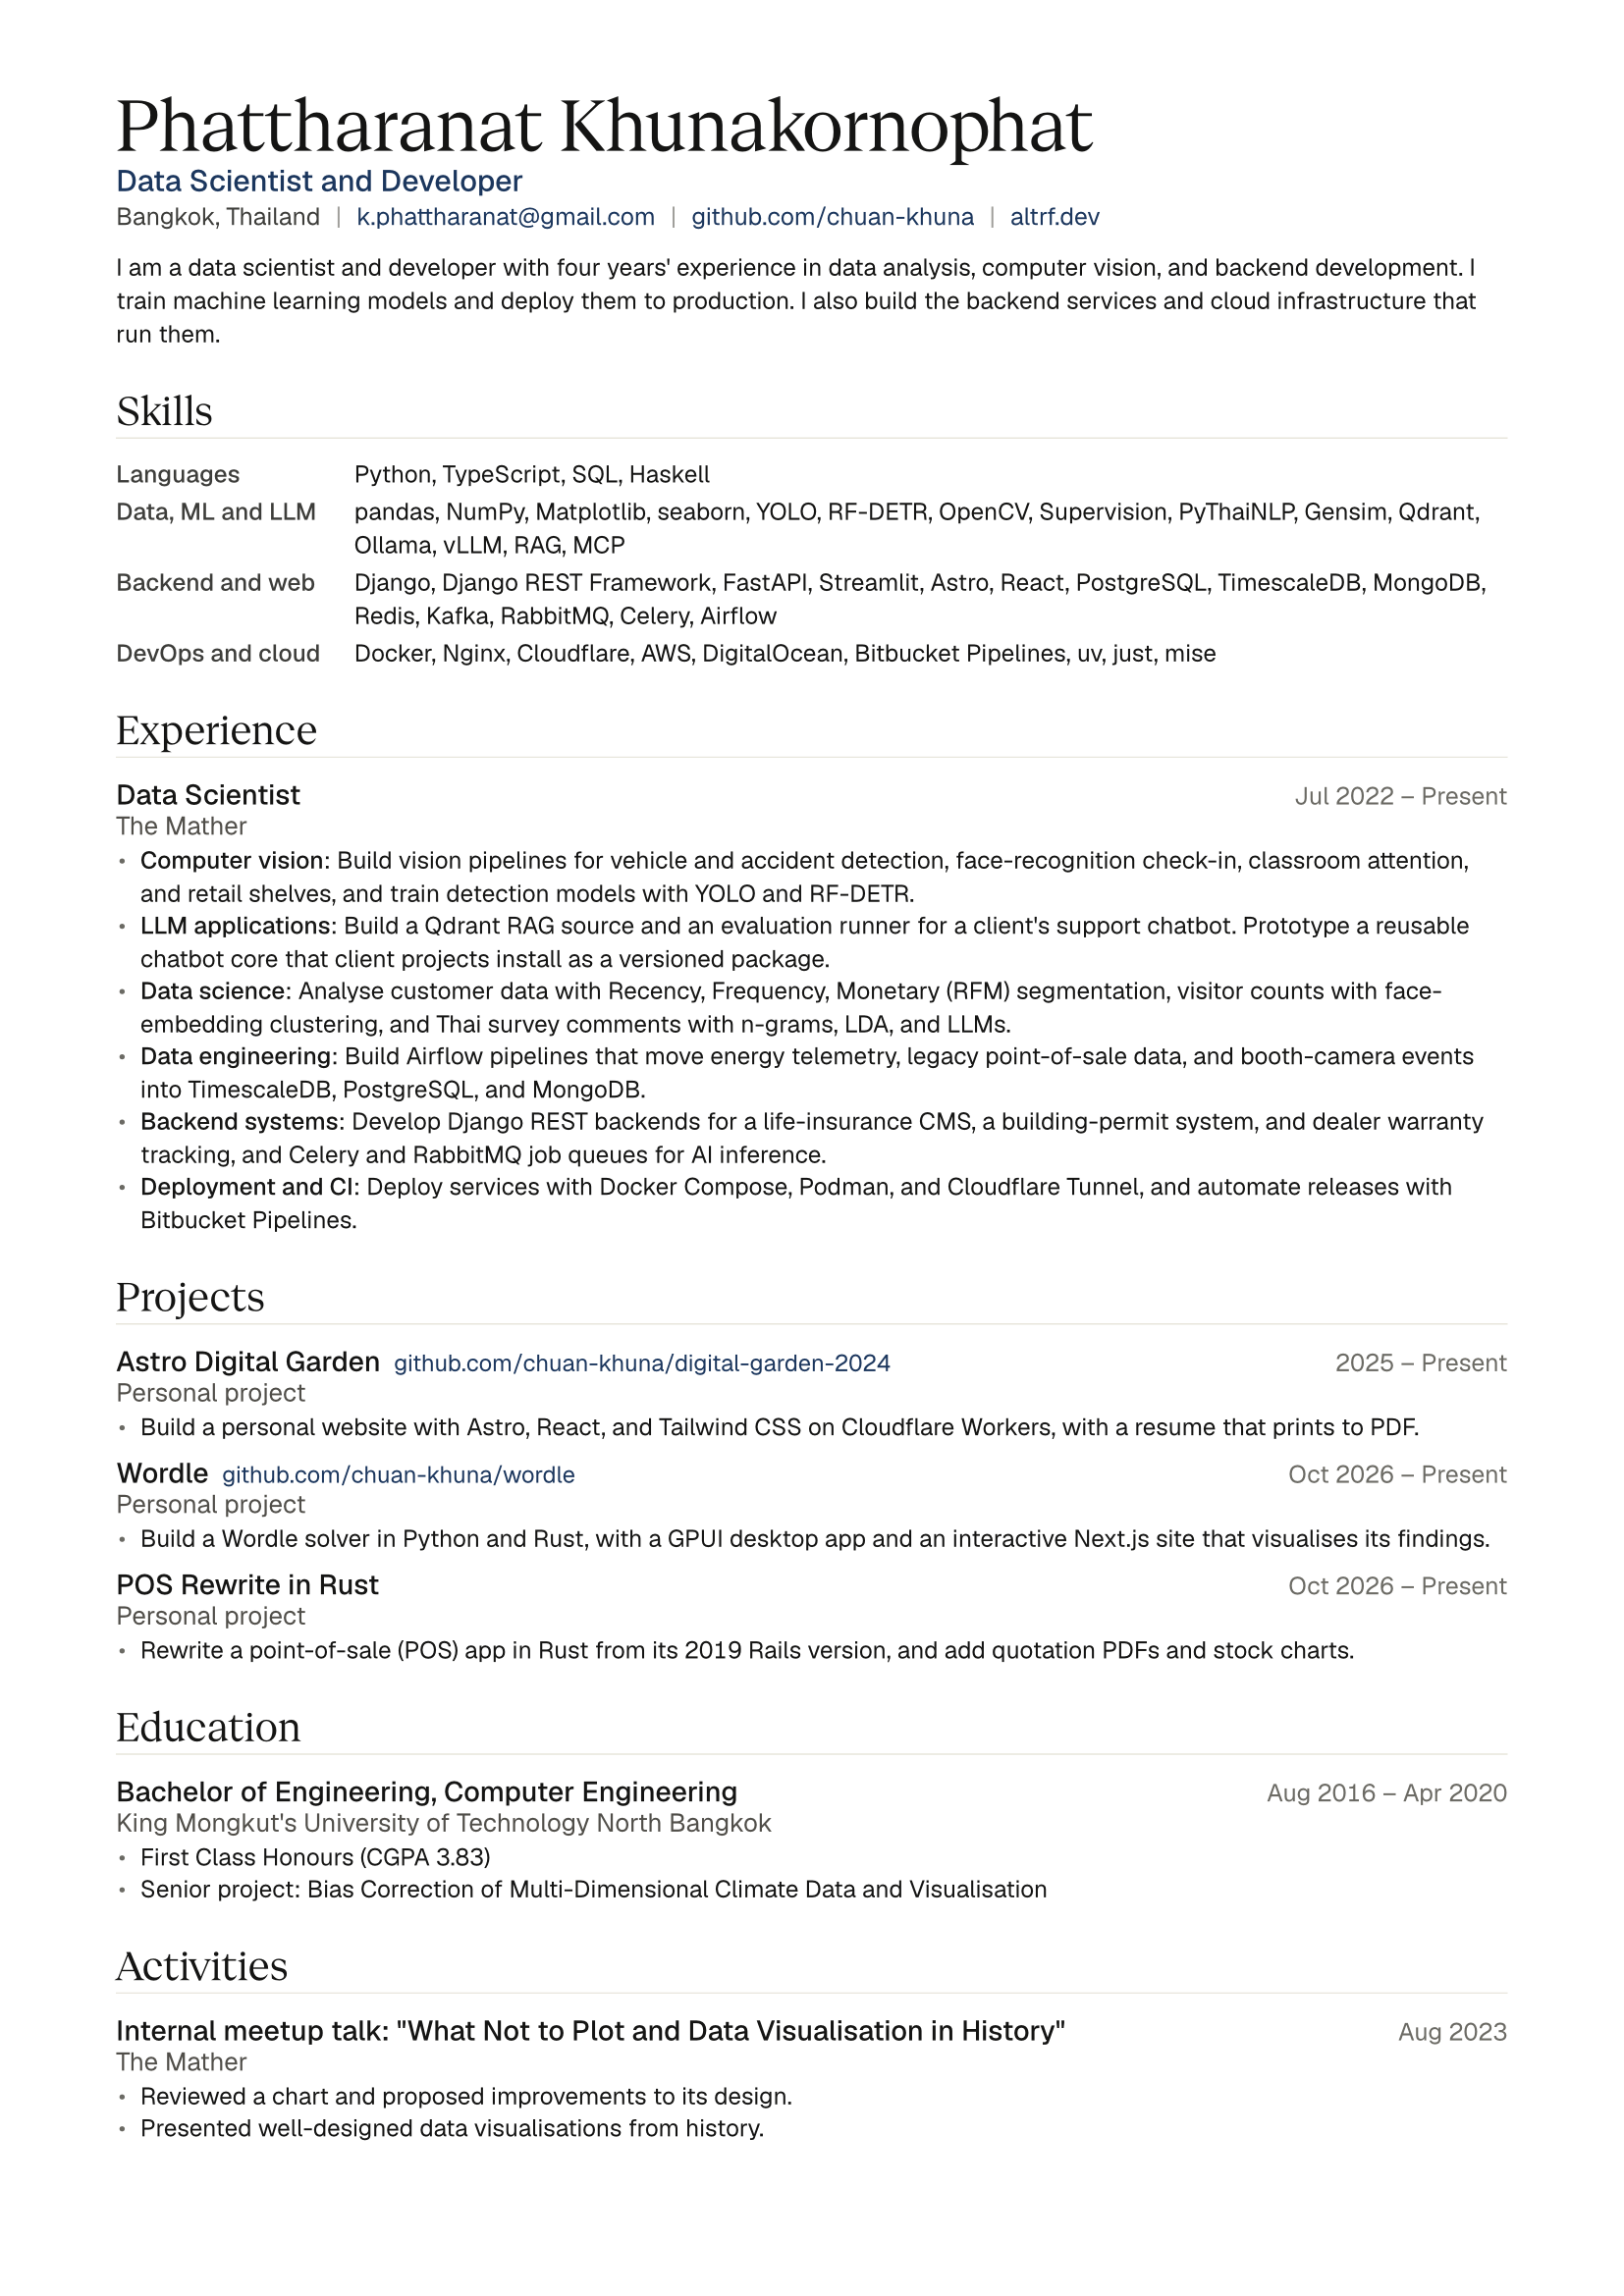 Phattharanat Khunakornophat
Data Scientist and Developer
Bangkok, Thailand | k.phattharanat@gmail.com | github.com/chuan-khuna | altrf.dev
I am a data scientist and developer with four years' experience in data analysis, computer vision, and backend development. I
train machine learning models and deploy them to production. I also build the backend services and cloud infrastructure that
run them.
Skills
Languages Python, TypeScript, SQL, Haskell
Data, ML and LLM pandas, NumPy, Matplotlib, seaborn, YOLO, RF-DETR, OpenCV, Supervision, PyThaiNLP, Gensim, Qdrant,
Ollama, vLLM, RAG, MCP
Backend and web Django, Django REST Framework, FastAPI, Streamlit, Astro, React, PostgreSQL, TimescaleDB, MongoDB,
Redis, Kafka, RabbitMQ, Celery, Airflow
DevOps and cloud Docker, Nginx, Cloudflare, AWS, DigitalOcean, Bitbucket Pipelines, uv, just, mise
Experience
Data Scientist Jul 2022 – Present
The Mather
• Computer vision: Build vision pipelines for vehicle and accident detection, face-recognition check-in, classroom attention,
and retail shelves, and train detection models with YOLO and RF-DETR.
• LLM applications: Build a Qdrant RAG source and an evaluation runner for a client's support chatbot. Prototype a reusable
chatbot core that client projects install as a versioned package.
• Data science: Analyse customer data with Recency, Frequency, Monetary (RFM) segmentation, visitor counts with face-
embedding clustering, and Thai survey comments with n-grams, LDA, and LLMs.
• Data engineering: Build Airflow pipelines that move energy telemetry, legacy point-of-sale data, and booth-camera events
into TimescaleDB, PostgreSQL, and MongoDB.
• Backend systems: Develop Django REST backends for a life-insurance CMS, a building-permit system, and dealer warranty
tracking, and Celery and RabbitMQ job queues for AI inference.
• Deployment and CI: Deploy services with Docker Compose, Podman, and Cloudflare Tunnel, and automate releases with
Bitbucket Pipelines.
Projects
Astro Digital Garden github.com/chuan-khuna/digital-garden-2024 2025 – Present
Personal project
• Build a personal website with Astro, React, and Tailwind CSS on Cloudflare Workers, with a resume that prints to PDF.
Wordle github.com/chuan-khuna/wordle Oct 2026 – Present
Personal project
• Build a Wordle solver in Python and Rust, with a GPUI desktop app and an interactive Next.js site that visualises its findings.
POS Rewrite in Rust Oct 2026 – Present
Personal project
• Rewrite a point-of-sale (POS) app in Rust from its 2019 Rails version, and add quotation PDFs and stock charts.
Education
Bachelor of Engineering, Computer Engineering Aug 2016 – Apr 2020
King Mongkut's University of Technology North Bangkok
• First Class Honours (CGPA 3.83)
• Senior project: Bias Correction of Multi-Dimensional Climate Data and Visualisation
Activities
Internal meetup talk: "What Not to Plot and Data Visualisation in History" Aug 2023
The Mather
• Reviewed a chart and proposed improvements to its design.
• Presented well-designed data visualisations from history.